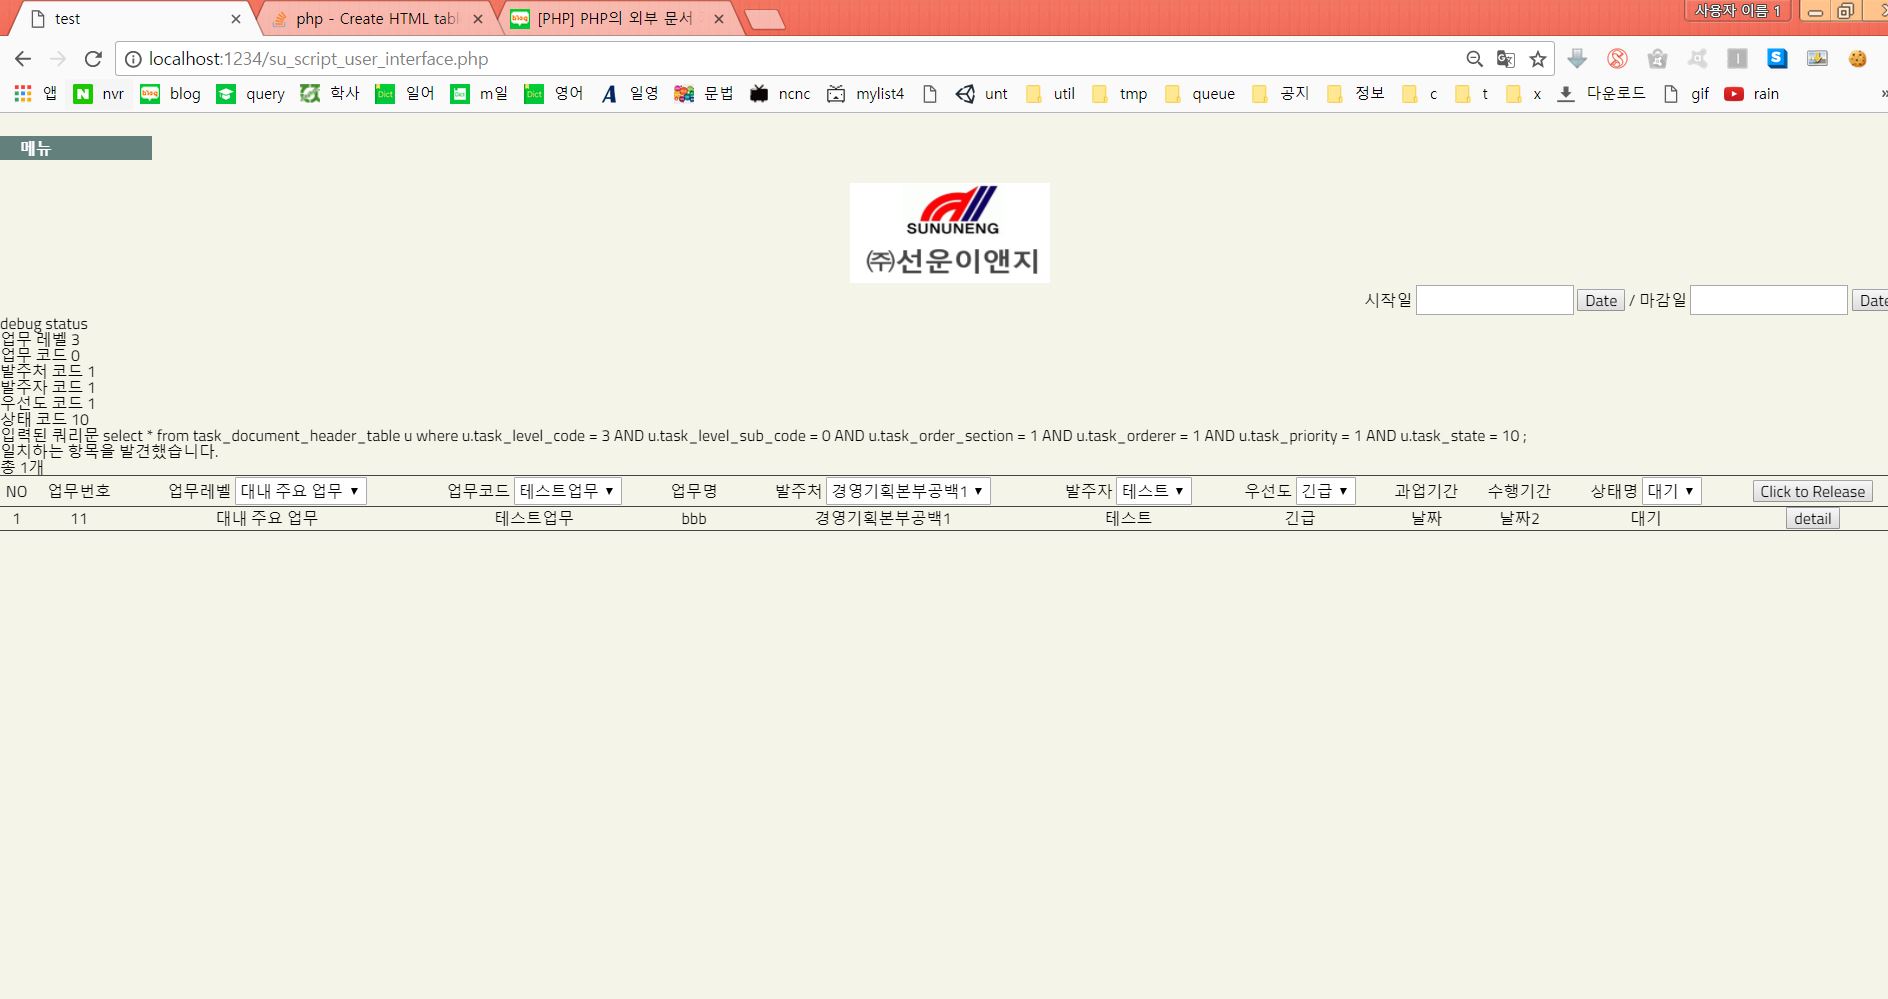 test
php - Create HTML tabl
[PHP] PHP의 외부 문서
사용자 이름 1
localhost:1234/su_script_user_interface.php
앱 nvr blog query 학사 일어 m일 영어 일영 문법 ncnc mylist4 unt util tmp queue 공지 정보 c t x 다운로드 gif rain »
메뉴
SUNUNENG
㈜선운이앤지
시작일 Date / 마감일 Date
debug status
업무 레벨 3
업무 코드 0
발주처 코드 1
발주자 코드 1
우선도 코드 1
상태 코드 10
입력된 쿼리문 select * from task_document_header_table u where u.task_level_code = 3 AND u.task_level_sub_code = 0 AND u.task_order_section = 1 AND u.task_orderer = 1 AND u.task_priority = 1 AND u.task_state = 10 ;
일치하는 항목을 발견했습니다.
총 1개
NO 업무번호 업무레벨 대내 주요 업무 업무코드 테스트업무 업무명 발주처 경영기획본부공백1 발주자 테스트 우선도 긴급 과업기간 수행기간 상태명 대기 Click to Release
1 11 대내 주요 업무 테스트업무 bbb 경영기획본부공백1 테스트 긴급 날짜 날짜2 대기 detail